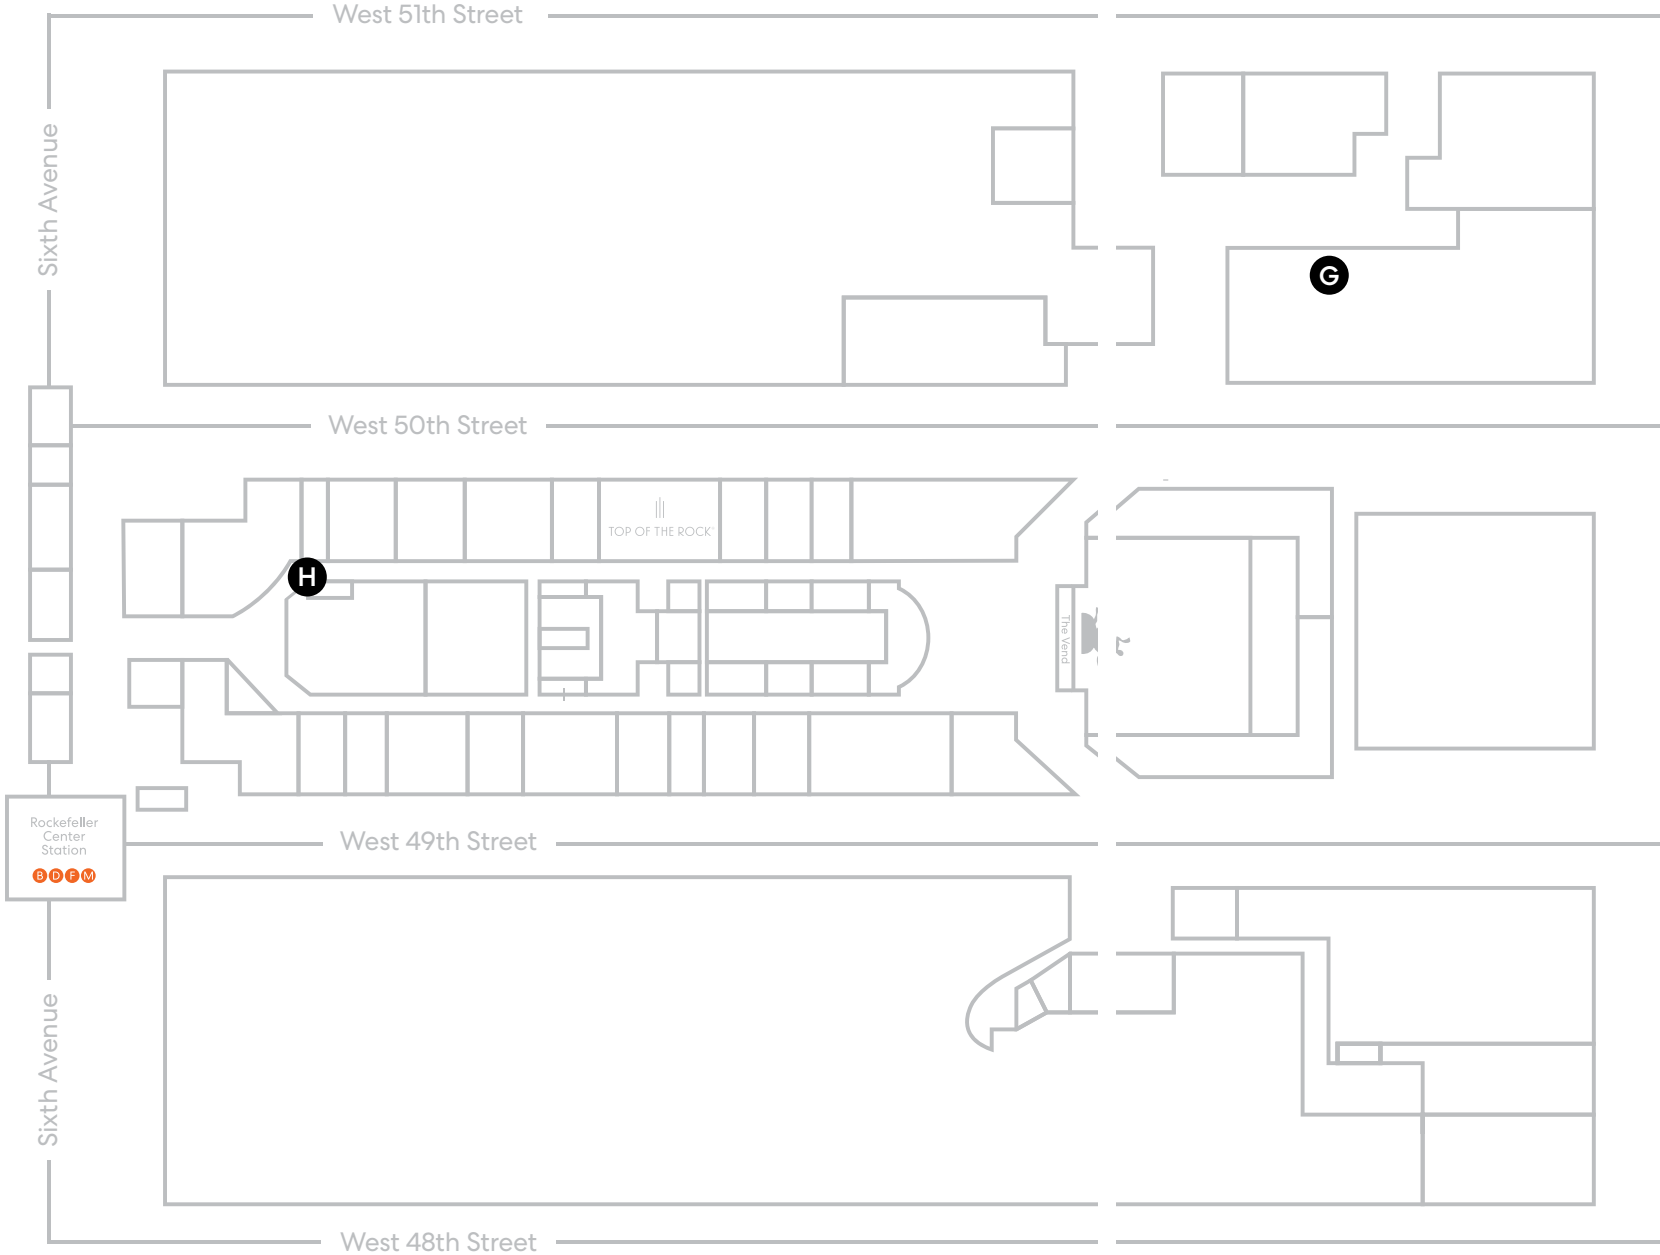 West 51th Street
Sixth Avenue
G
West 50th Street
TOP OF THE ROCK
H
The Vend
Rockefeller
Center
Station
B D F M
West 49th Street
Sixth Avenue
West 48th Street